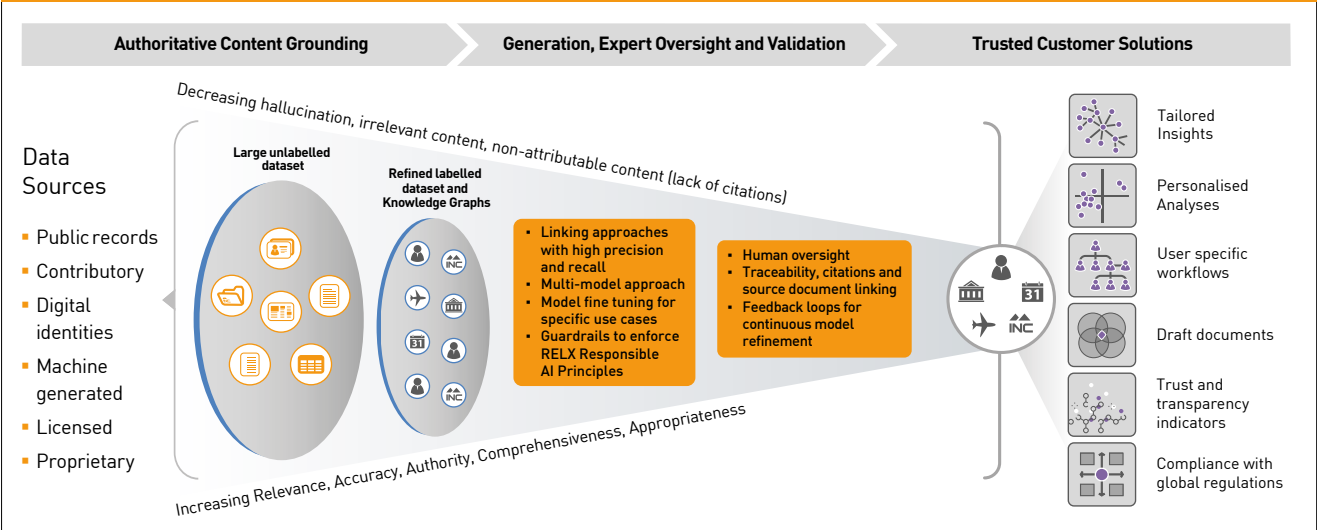 Authoritative Content Grounding
Generation, Expert Oversight and Validation
Trusted Customer Solutions
Decreasing hallucination, irrelevant content, non-attributable content (lack of citations)
Data
Sources
▪ Public records
▪ Contributory
▪ Digital
identities
▪ Machine
generated
▪ Licensed
▪ Proprietary
Large unlabelled
dataset
Refined labelled
dataset and
Knowledge Graphs
INC
31
INC
▪ Linking approaches
with high precision
and recall
▪ Multi-model approach
▪ Model fine tuning for
specific use cases
▪ Guardrails to enforce
RELX Responsible
AI Principles
▪ Human oversight
▪ Traceability, citations and
source document linking
▪ Feedback loops for
continuous model
refinement
31
INC
Increasing Relevance, Accuracy, Authority, Comprehensiveness, Appropriateness
Tailored
Insights
Personalised
Analyses
User specific
workflows
Draft documents
Trust and
transparency
indicators
Compliance with
global regulations